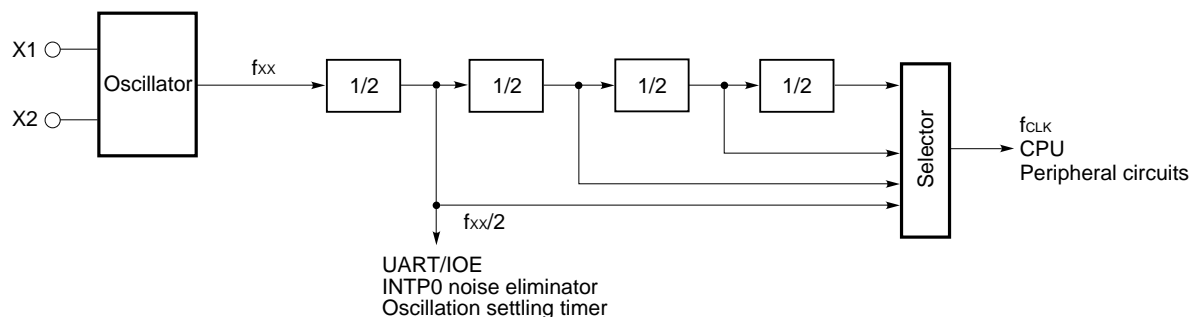 X1
X2
Oscillator
fXX
1/2
1/2
1/2
1/2
Selector
fCLK
CPU
Peripheral circuits
fXX/2
UART/IOE
INTP0 noise eliminator
Oscillation settling timer